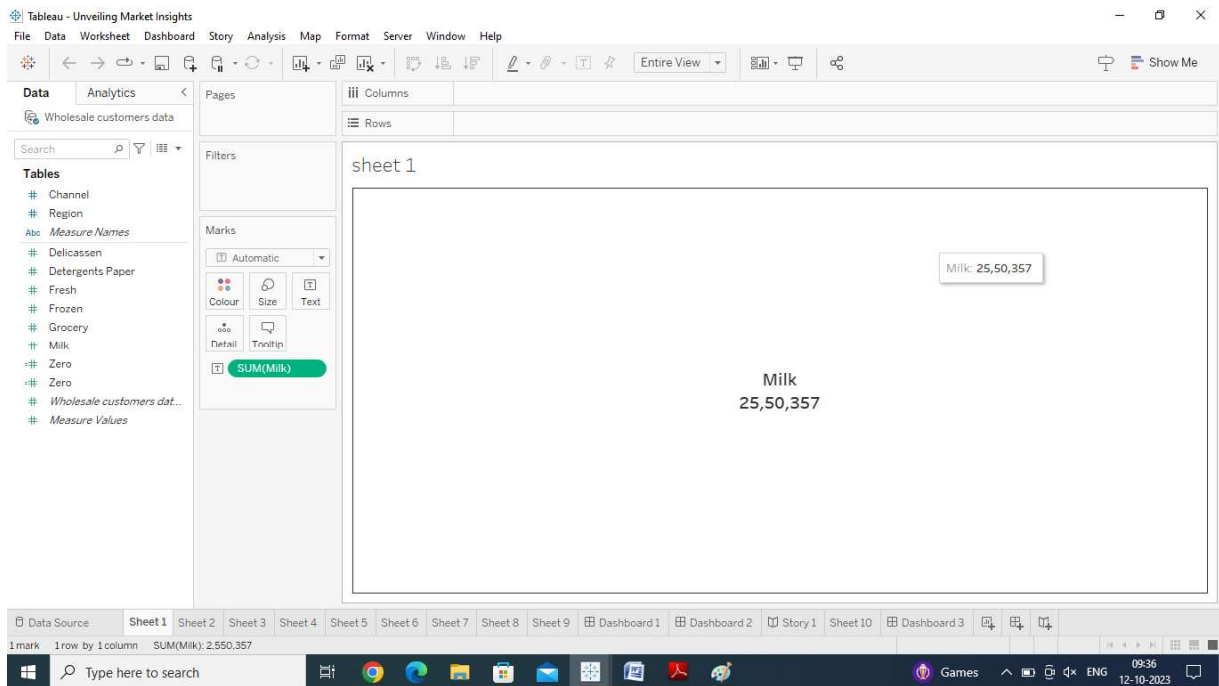 Tableau - Unveiling Market Insights
File Data Worksheet Dashboard Story Analysis Map Format Server Window Help
Entire View
Show Me
Data Analytics
Wholesale customers data
Search
Tables
# Channel
# Region
Abc Measure Names
# Delicassen
# Detergents Paper
# Fresh
# Frozen
# Grocery
# Milk
=# Zero
=# Zero
# Wholesale customers dat...
# Measure Values
Pages
Filters
Marks
T Automatic
Colour Size Text
Detail Tooltip
T SUM(Milk)
iii Columns
Rows
sheet 1
Milk: 25,50,357
Milk
25,50,357
Data Source Sheet 1 Sheet 2 Sheet 3 Sheet 4 Sheet 5 Sheet 6 Sheet 7 Sheet 8 Sheet 9 Dashboard 1 Dashboard 2 Story 1 Sheet 10 Dashboard 3
1 mark 1 row by 1 column SUM(Milk): 2,550,357
Type here to search
Games
ENG
09:36
12-10-2023